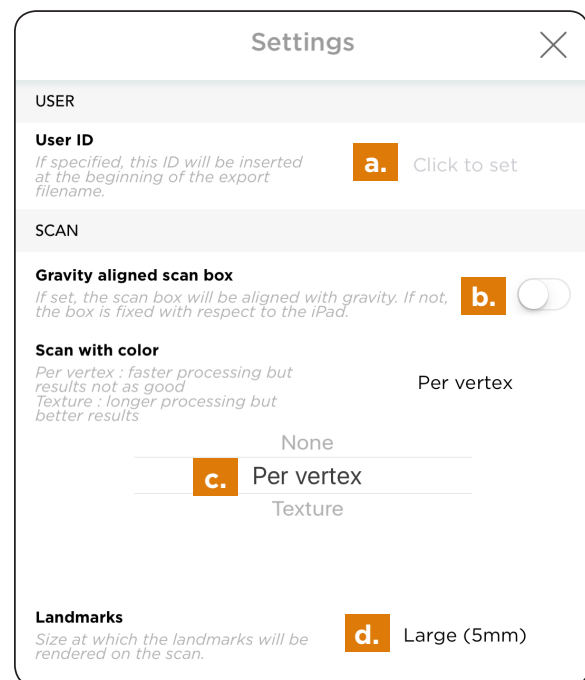 Settings
USER
User ID
If specified, this ID will be inserted
at the beginning of the export
filename.
a.
Click to set
SCAN
Gravity aligned scan box
If set, the scan box will be aligned with gravity. If not,
the box is fixed with respect to the iPad.
b.
Scan with color
Per vertex : faster processing but
results not as good
Texture : longer processing but
better results
Per vertex
None
c.
Per vertex
Texture
Landmarks
Size at which the landmarks will be
rendered on the scan.
d.
Large (5mm)